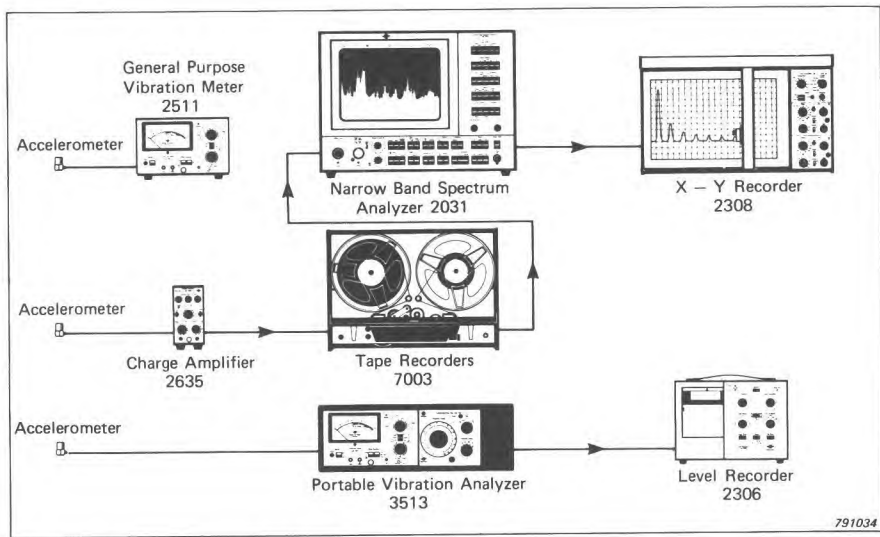 General Purpose
Vibration Meter
2511
Accelerometer
Narrow Band Spectrum
Analyzer 2031
X – Y Recorder
2308
Accelerometer
Charge Amplifier
2635
Tape Recorders
7003
Accelerometer
Portable Vibration Analyzer
3513
Level Recorder
2306
791034